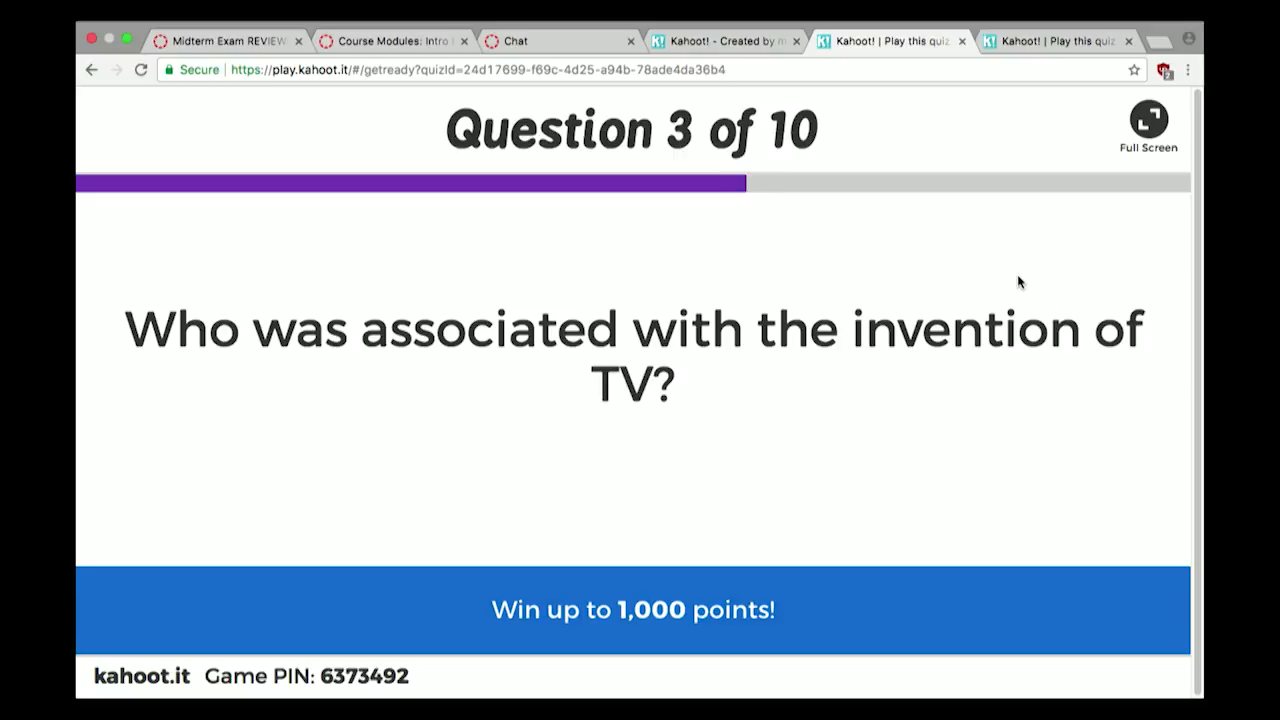 Midterm Exam REVIEW
Course Modules: Intro
Chat
Kahoot! - Created by m
Kahoot! | Play this quiz
Kahoot! | Play this quiz
Secure
https://play.kahoot.it/#/getready?quizId=24d17699-f69c-4d25-a94b-78ade4da36b4
Question 3 of 10
Full Screen
Who was associated with the invention of
TV?
Win up to 1,000 points!
kahoot.it Game PIN: 6373492